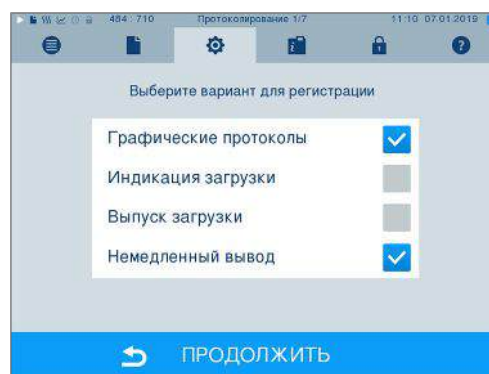 484 : 710 Протоколирование 1/7 11:10 07.01.2019
Выберите вариант для регистрации
Графические протоколы
Индикация загрузки
Выпуск загрузки
Немедленный вывод
ПРОДОЛЖИТЬ